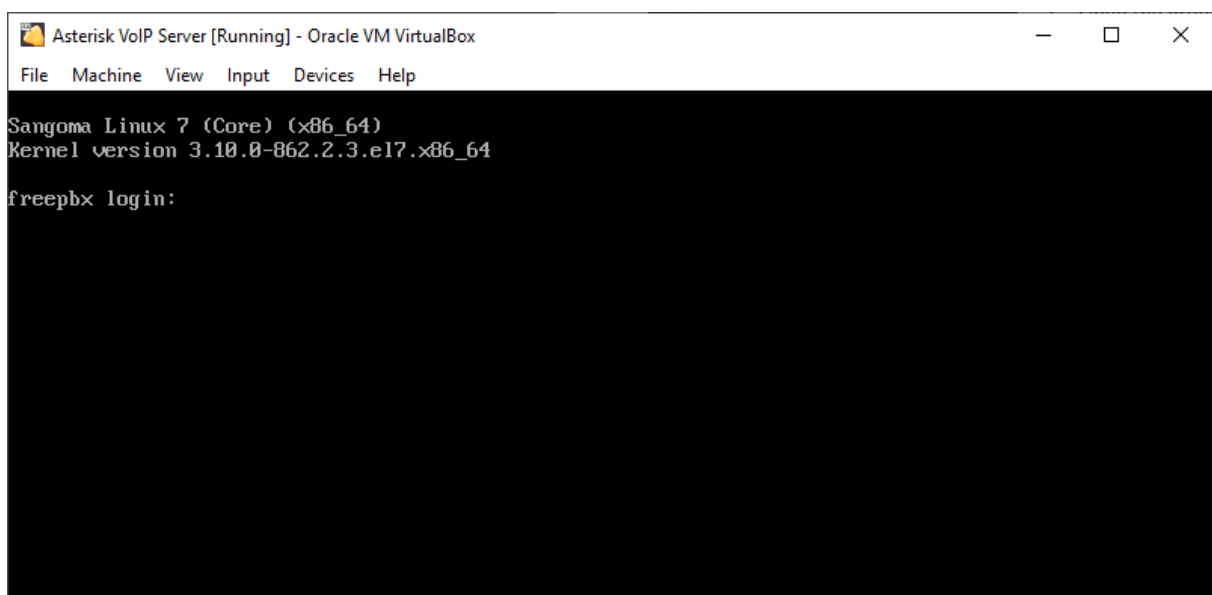 Asterisk VoIP Server [Running] - Oracle VM VirtualBox
File Machine View Input Devices Help
Sangoma Linux 7 (Core) (x86_64)
Kernel version 3.10.0-862.2.3.el7.x86_64
freepbx login: